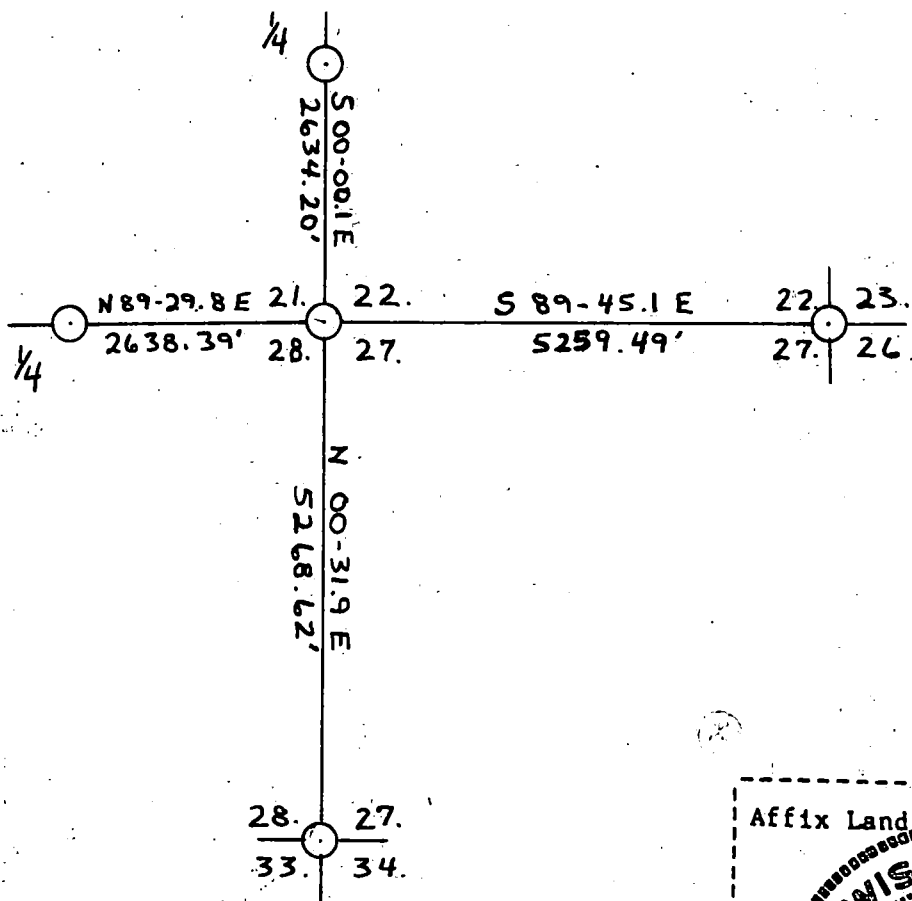 1/4
S 00-00.1 E
2634.20'
N 89-29.8 E 21. 22. S 89-45.1 E 22. 23.
2638.39' 28. 27. 5259.49' 27. 26.
1/4
N 00-31.9 E
5268.62'
28. 27.
33. 34.
Affix Land
WIS